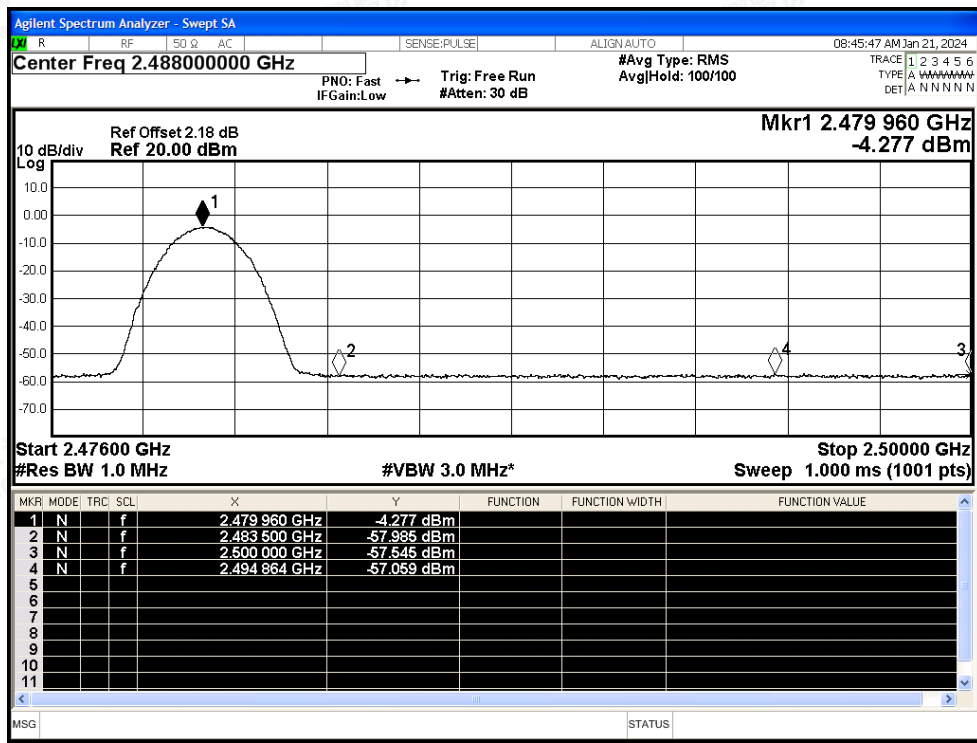 Agilent Spectrum Analyzer - Swept SA
LXI R RF 50 Ω AC SENSE:PULSE ALIGN AUTO 08:45:47 AM Jan 21, 2024
Center Freq 2.488000000 GHz #Avg Type: RMS TRACE 1 2 3 4 5 6
PNO: Fast Trig: Free Run Avg|Hold: 100/100 TYPE A WWWWW
IFGain:Low #Atten: 30 dB DET A N N N N N
Mkr1 2.479 960 GHz
-4.277 dBm
Ref Offset 2.18 dB
10 dB/div Ref 20.00 dBm
Log
10.0
1
0.00
-10.0
-20.0
-30.0
-40.0
-50.0
2 4 3
-60.0
-70.0
Start 2.47600 GHz Stop 2.50000 GHz
#Res BW 1.0 MHz #VBW 3.0 MHz* Sweep 1.000 ms (1001 pts)
MKR MODE TRC SCL X Y FUNCTION FUNCTION WIDTH FUNCTION VALUE
1 N f 2.479 960 GHz -4.277 dBm
2 N f 2.483 500 GHz -57.985 dBm
3 N f 2.500 000 GHz -57.545 dBm
4 N f 2.494 864 GHz -57.059 dBm
5
6
7
8
9
10
11
MSG STATUS